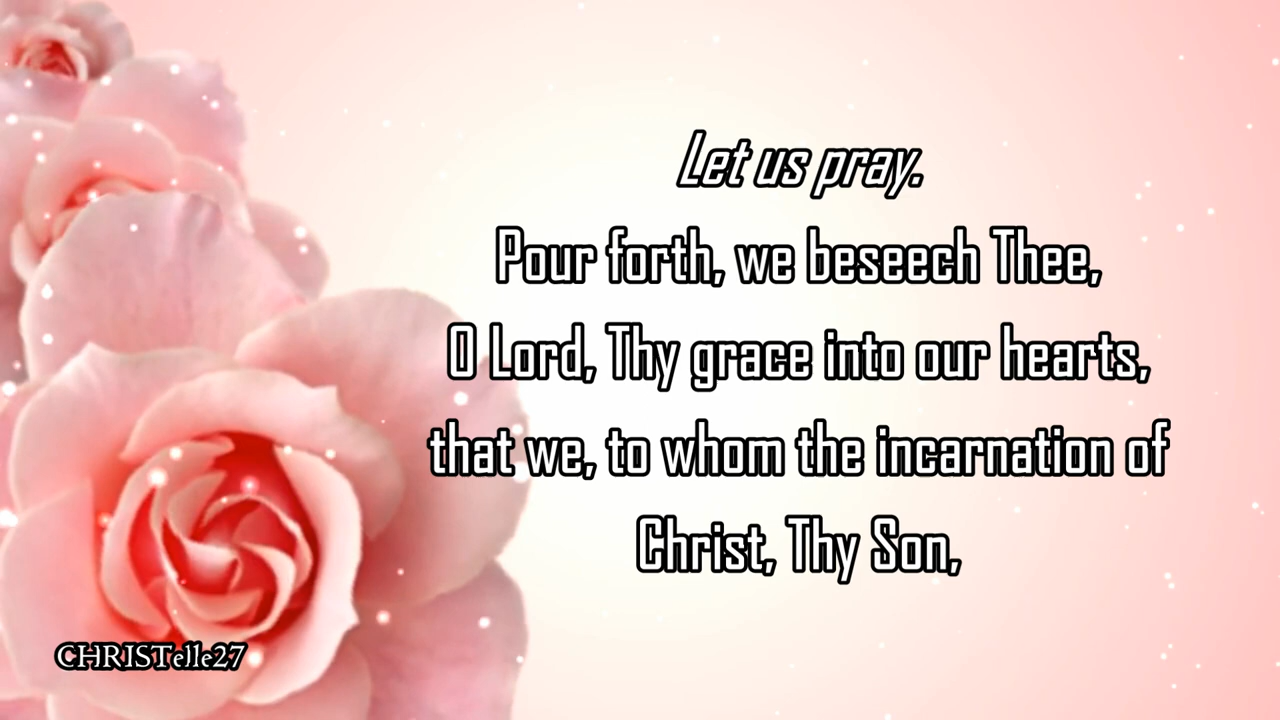 Let us pray.
Pour forth, we beseech Thee,
O Lord, Thy grace into our hearts,
that we, to whom the incarnation of
Christ, Thy Son,
CHRISTelle27